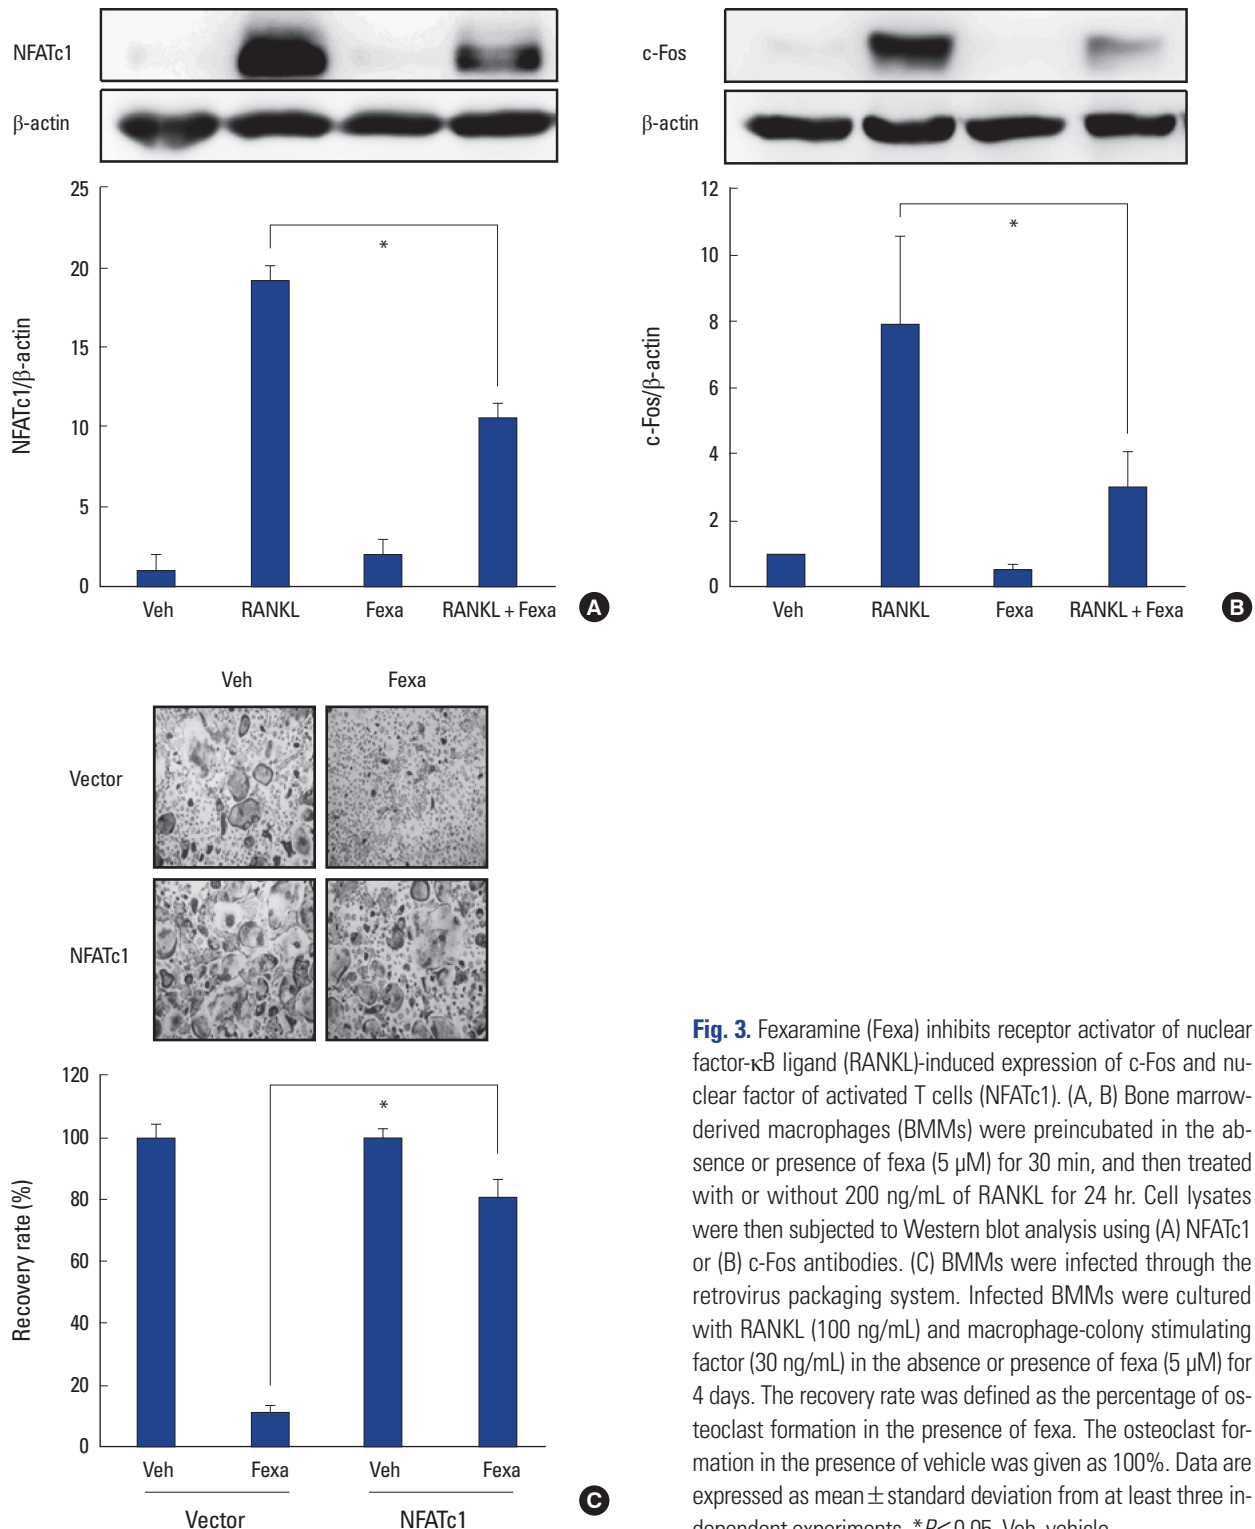 NFATc1
β-actin
25
20
15
10
5
0
NFATc1/β-actin
*
Veh RANKL Fexa RANKL + Fexa
A
c-Fos
β-actin
12
10
8
6
4
2
0
c-Fos/β-actin
*
Veh RANKL Fexa RANKL + Fexa
B
Veh Fexa
Vector
NFATc1
120
100
80
60
40
20
0
Recovery rate (%)
*
Veh Fexa Veh Fexa
Vector NFATc1
C
Fig. 3. Fexaramine (Fexa) inhibits receptor activator of nuclear
factor-κB ligand (RANKL)-induced expression of c-Fos and nu-
clear factor of activated T cells (NFATc1). (A, B) Bone marrow-
derived macrophages (BMMs) were preincubated in the ab-
sence or presence of fexa (5 μM) for 30 min, and then treated
with or without 200 ng/mL of RANKL for 24 hr. Cell lysates
were then subjected to Western blot analysis using (A) NFATc1
or (B) c-Fos antibodies. (C) BMMs were infected through the
retrovirus packaging system. Infected BMMs were cultured
with RANKL (100 ng/mL) and macrophage-colony stimulating
factor (30 ng/mL) in the absence or presence of fexa (5 μM) for
4 days. The recovery rate was defined as the percentage of os-
teoclast formation in the presence of fexa. The osteoclast for-
mation in the presence of vehicle was given as 100%. Data are
expressed as mean±standard deviation from at least three in-
dependent experiments. *P<0.05. Veh, vehicle.